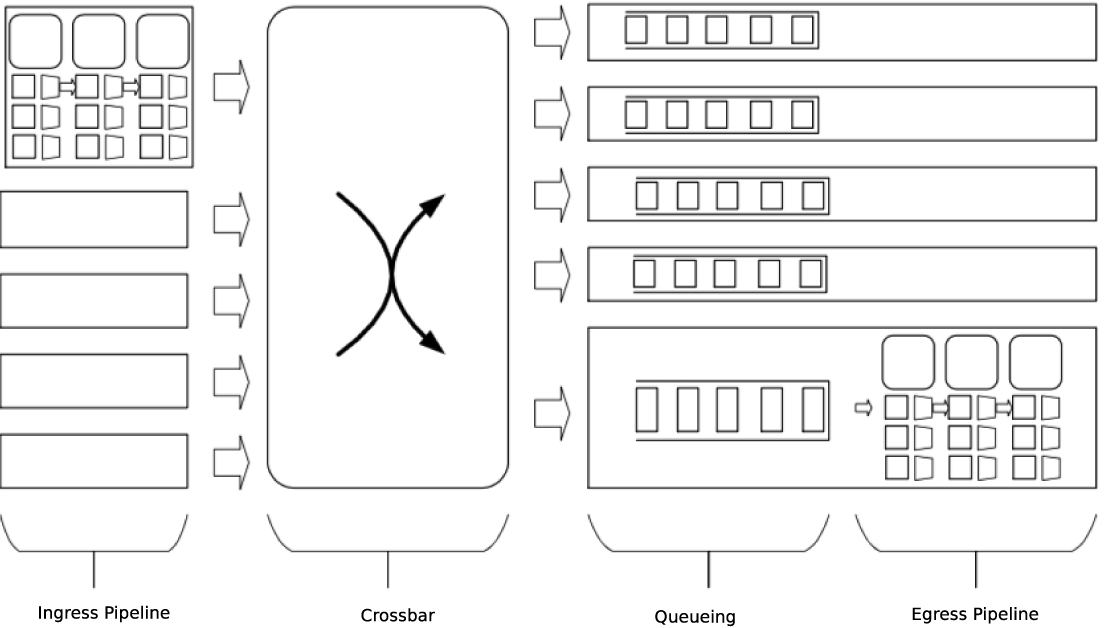 Ingress Pipeline
Crossbar
Queueing
Egress Pipeline